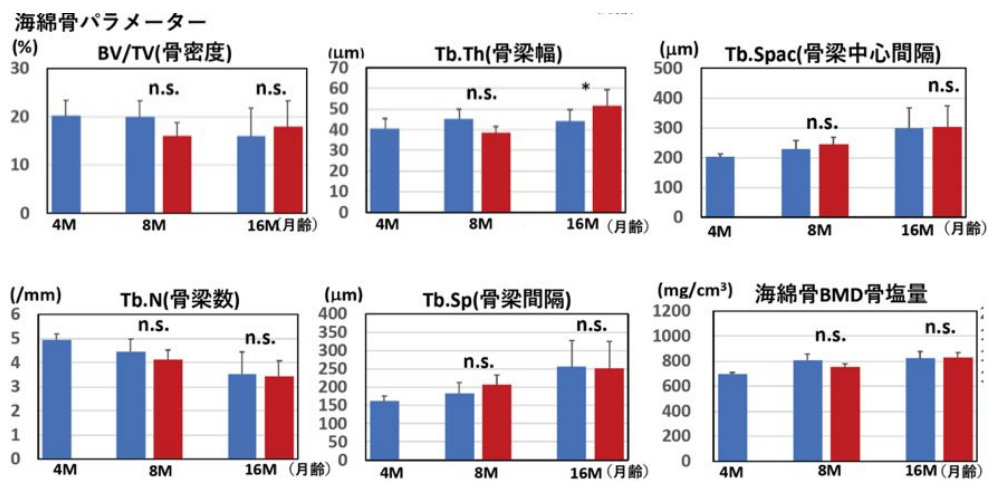 海綿骨パラメーター
(%)
BV/TV(骨密度)
30
20
10
0
n.s.
n.s.
4M
8M
16M(月齢)
(μm)
Tb.Th(骨梁幅)
70
60
50
40
30
20
10
0
n.s.
*
4M
8M
16M (月齢)
(μm)
Tb.Spac(骨梁中心間隔)
500
400
300
200
100
0
n.s.
n.s.
4M
8M
16M (月齢)
(/mm)
Tb.N(骨梁数)
6
5
4
3
2
1
0
n.s.
n.s.
4M
8M
16M (月齢)
(μm)
Tb.Sp(骨梁間隔)
400
350
300
250
200
150
100
50
0
n.s.
n.s.
4M
8M
16M (月齢)
(mg/cm³)
海綿骨BMD骨塩量
1200
1000
800
600
400
200
0
n.s.
n.s.
4M
8M
16M (月齢)